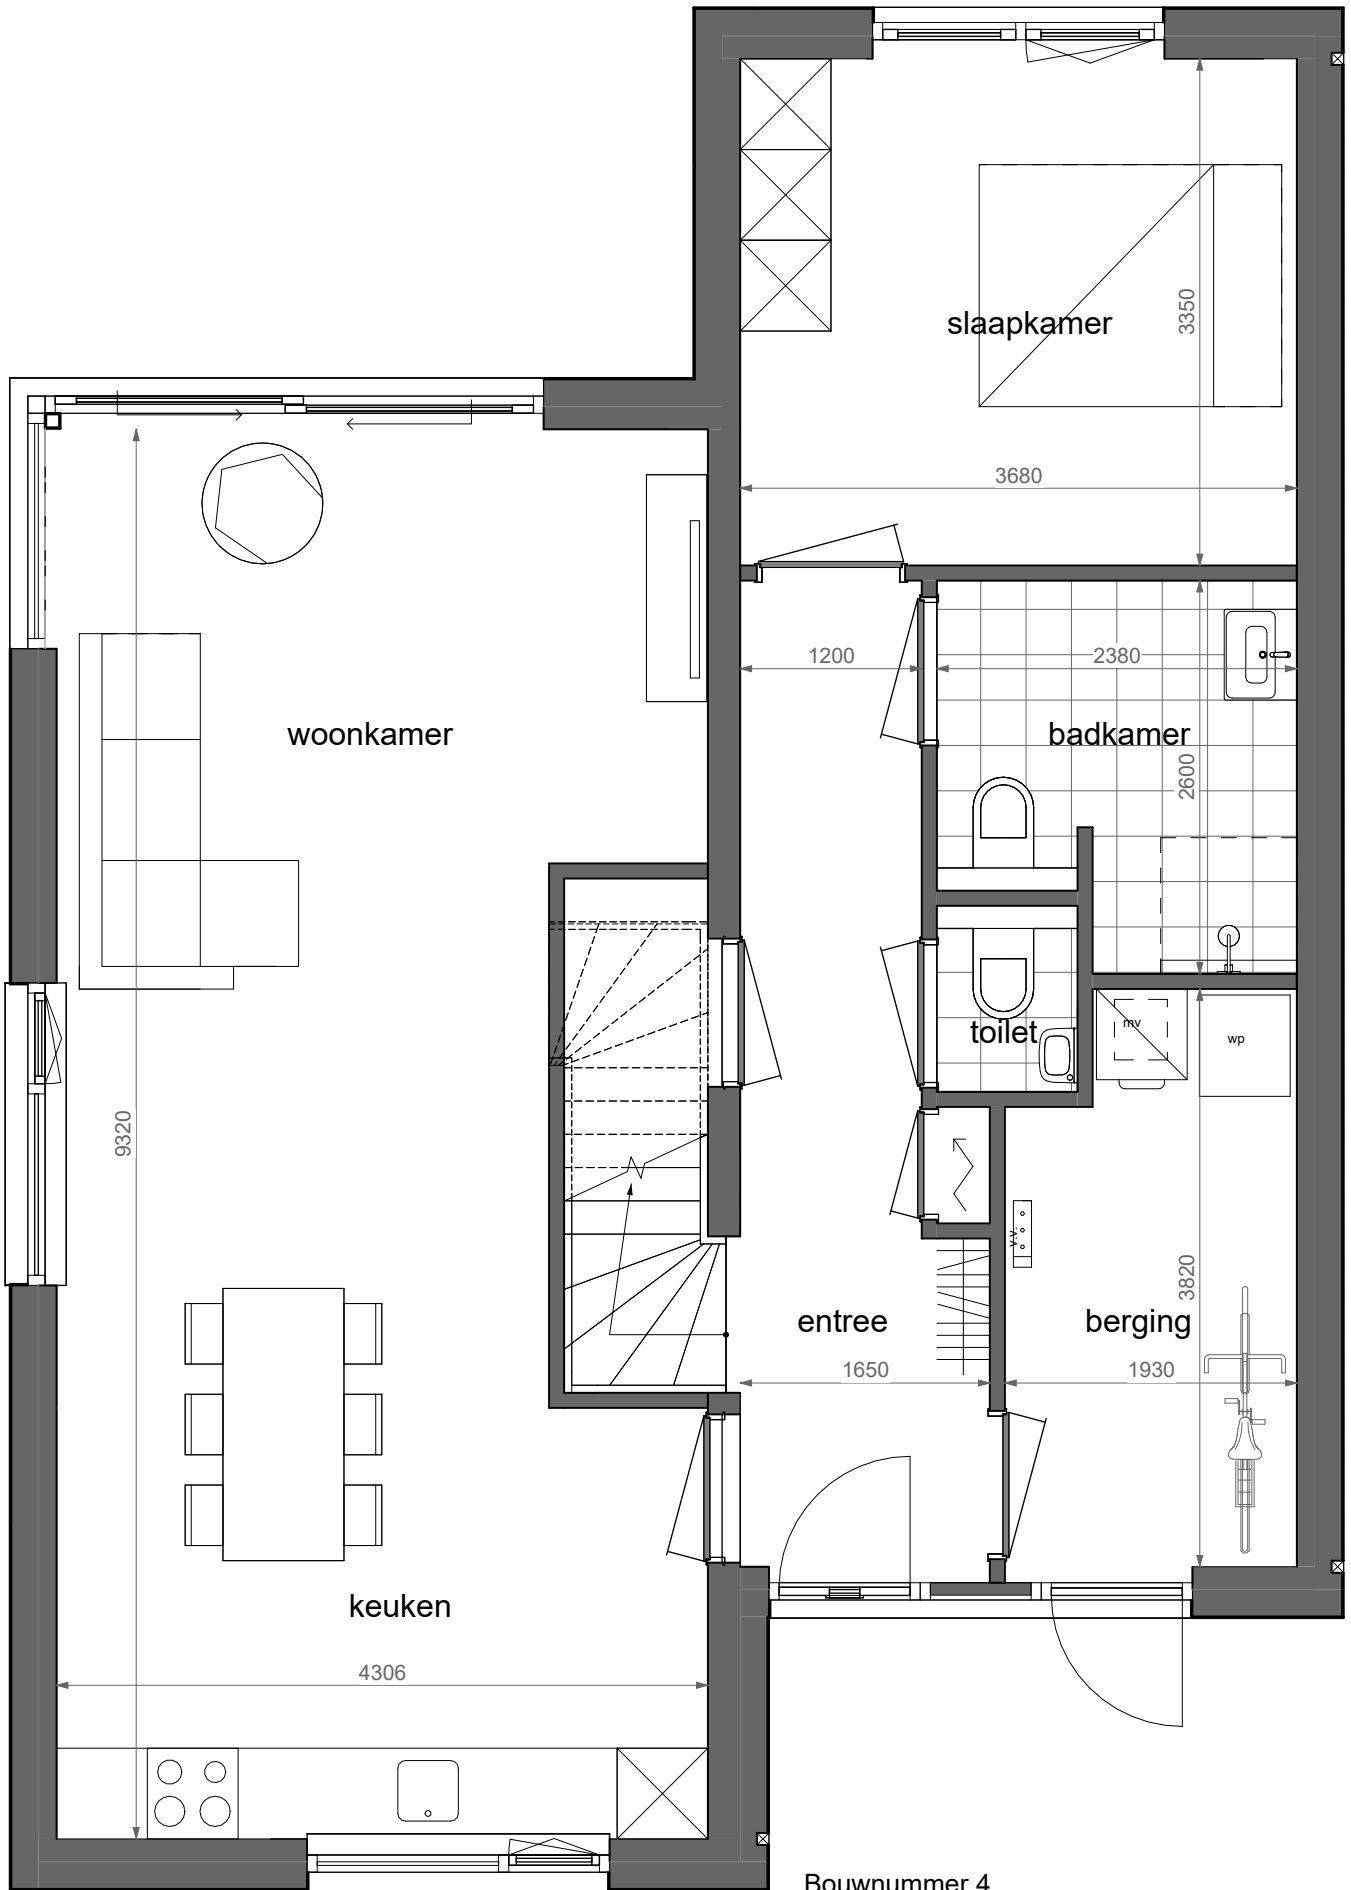 slaapkamer
3350
3680
1200
2380
woonkamer
badkamer
2600
toilet
mv
wp
9320
v.v.
3820
entree
berging
1650
1930
keuken
4306
Bouwnummer 4